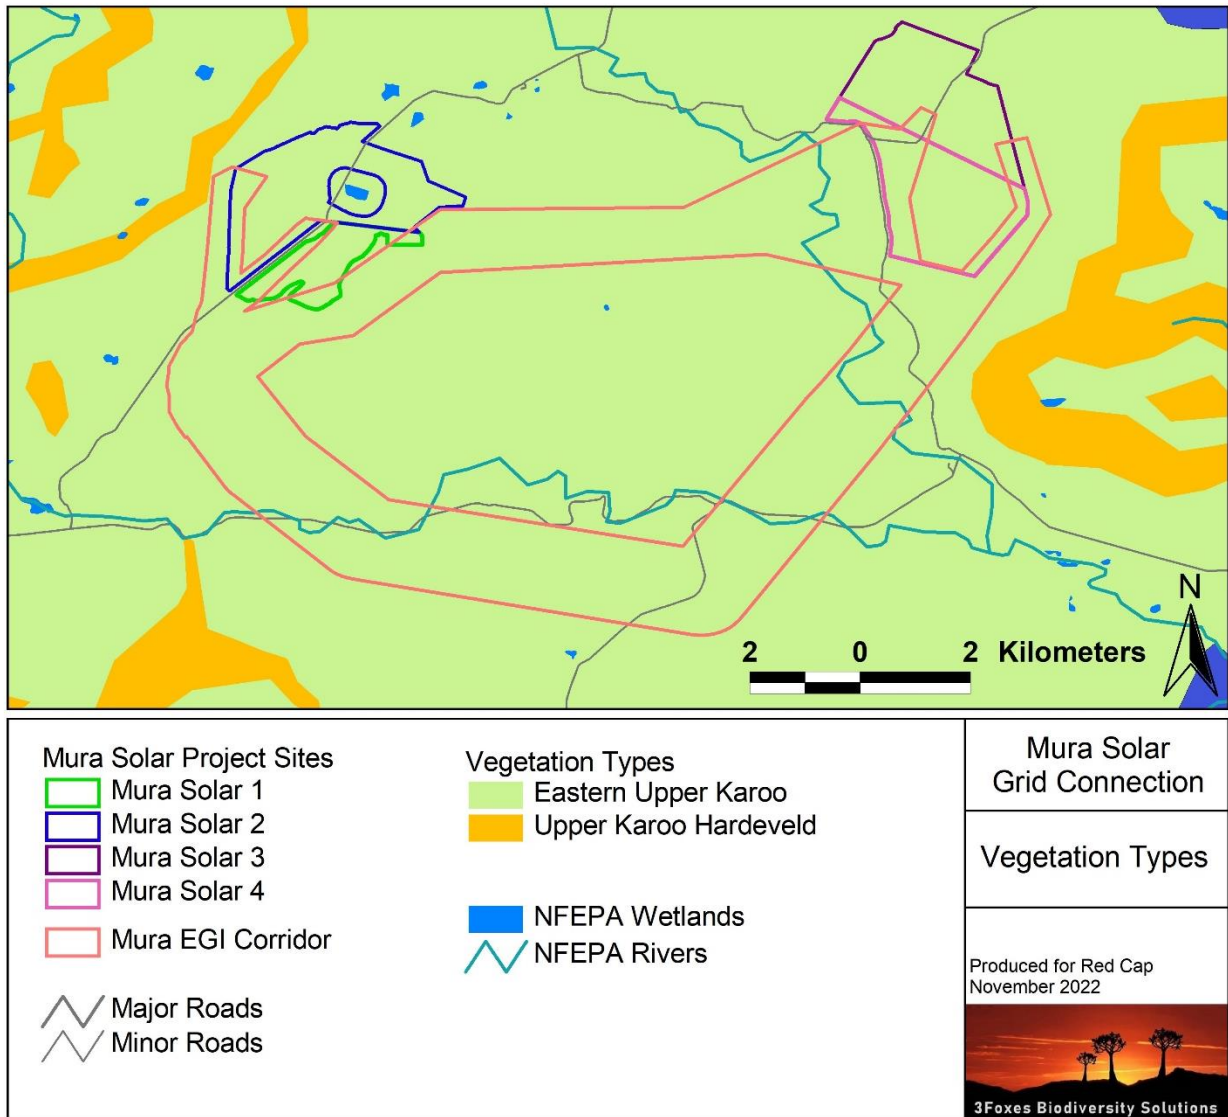 N
2 0 2 Kilometers
Mura Solar Project Sites
Mura Solar 1
Mura Solar 2
Mura Solar 3
Mura Solar 4
Mura EGI Corridor
Major Roads
Minor Roads
Vegetation Types
Eastern Upper Karoo
Upper Karoo Hardeveld
NFEPA Wetlands
NFEPA Rivers
Mura Solar
Grid Connection
Vegetation Types
Produced for Red Cap
November 2022
3Foxes Biodiversity Solutions